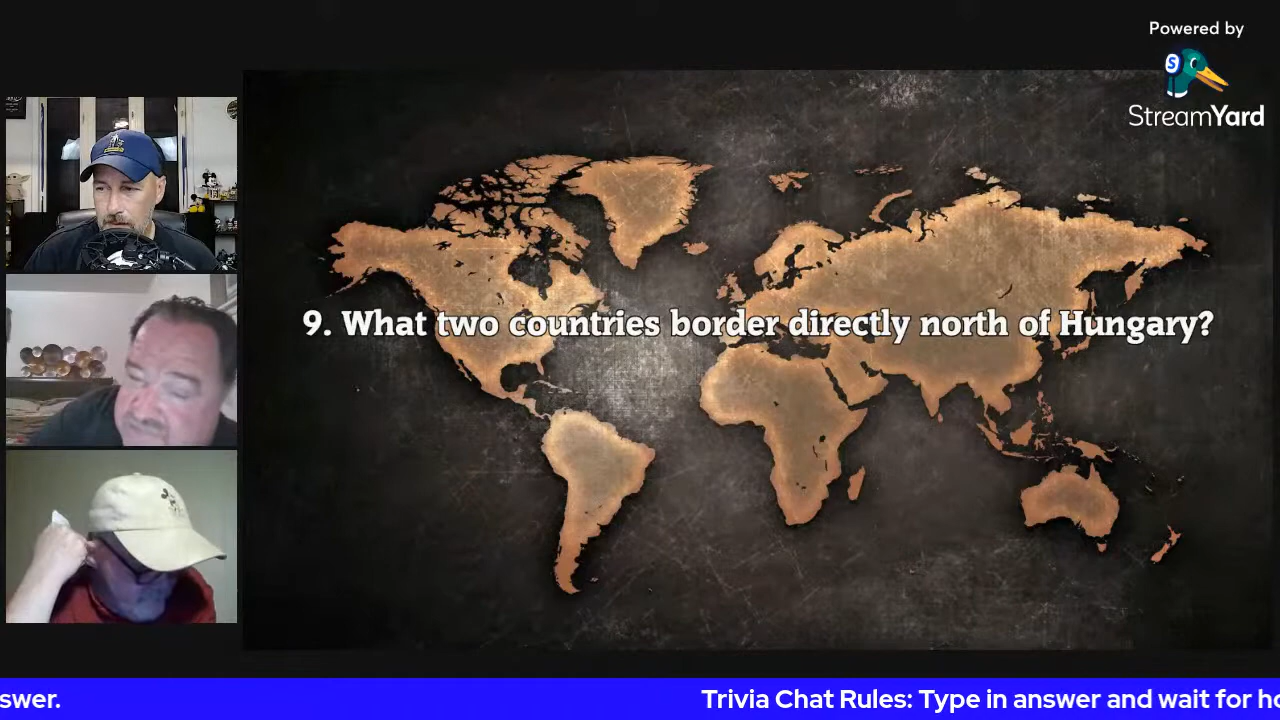 Powered by
StreamYard
9. What two countries border directly north of Hungary?
swer.
Trivia Chat Rules: Type in answer and wait for ho